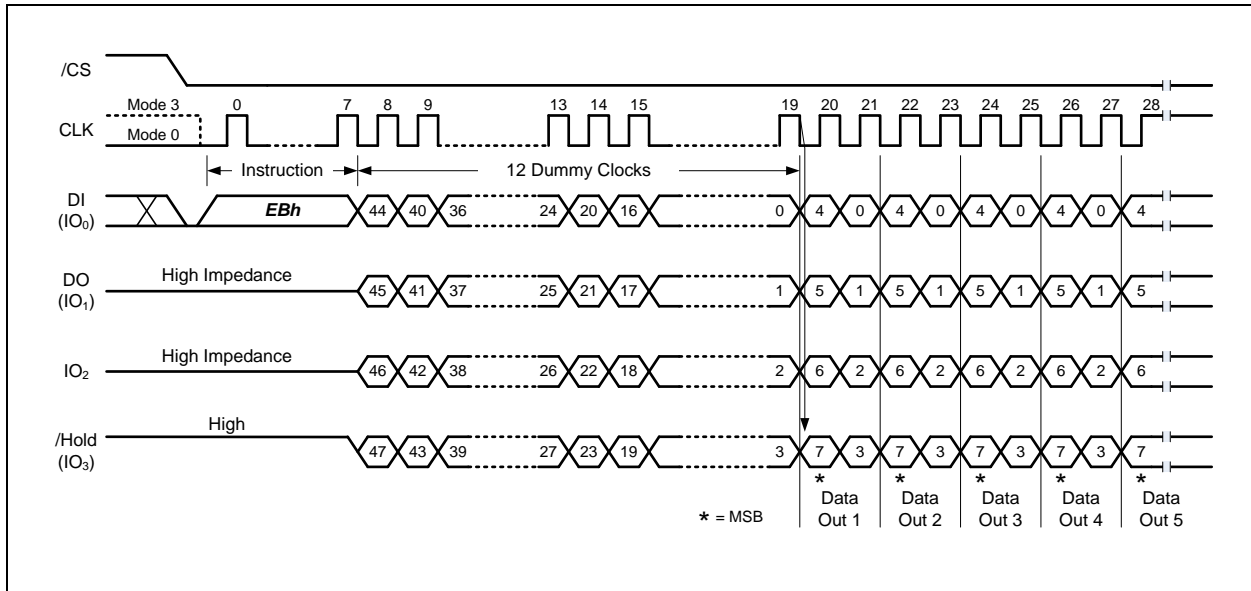 /CS
Mode 3 0 7 8 9 13 14 15 19 20 21 22 23 24 25 26 27 28
CLK
Mode 0
Instruction 12 Dummy Clocks
DI
(IO0)
EBh 44 40 36 24 20 16 0 4 0 4 0 4 0 4 0 4
High Impedance
DO
(IO1)
45 41 37 25 21 17 1 5 1 5 1 5 1 5 1 5
High Impedance
IO2
46 42 38 26 22 18 2 6 2 6 2 6 2 6 2 6
High
/Hold
(IO3)
47 43 39 27 23 19 3 7 3 7 3 7 3 7 3 7
* * * * *
* = MSB
Data Data Data Data Data
Out 1 Out 2 Out 3 Out 4 Out 5